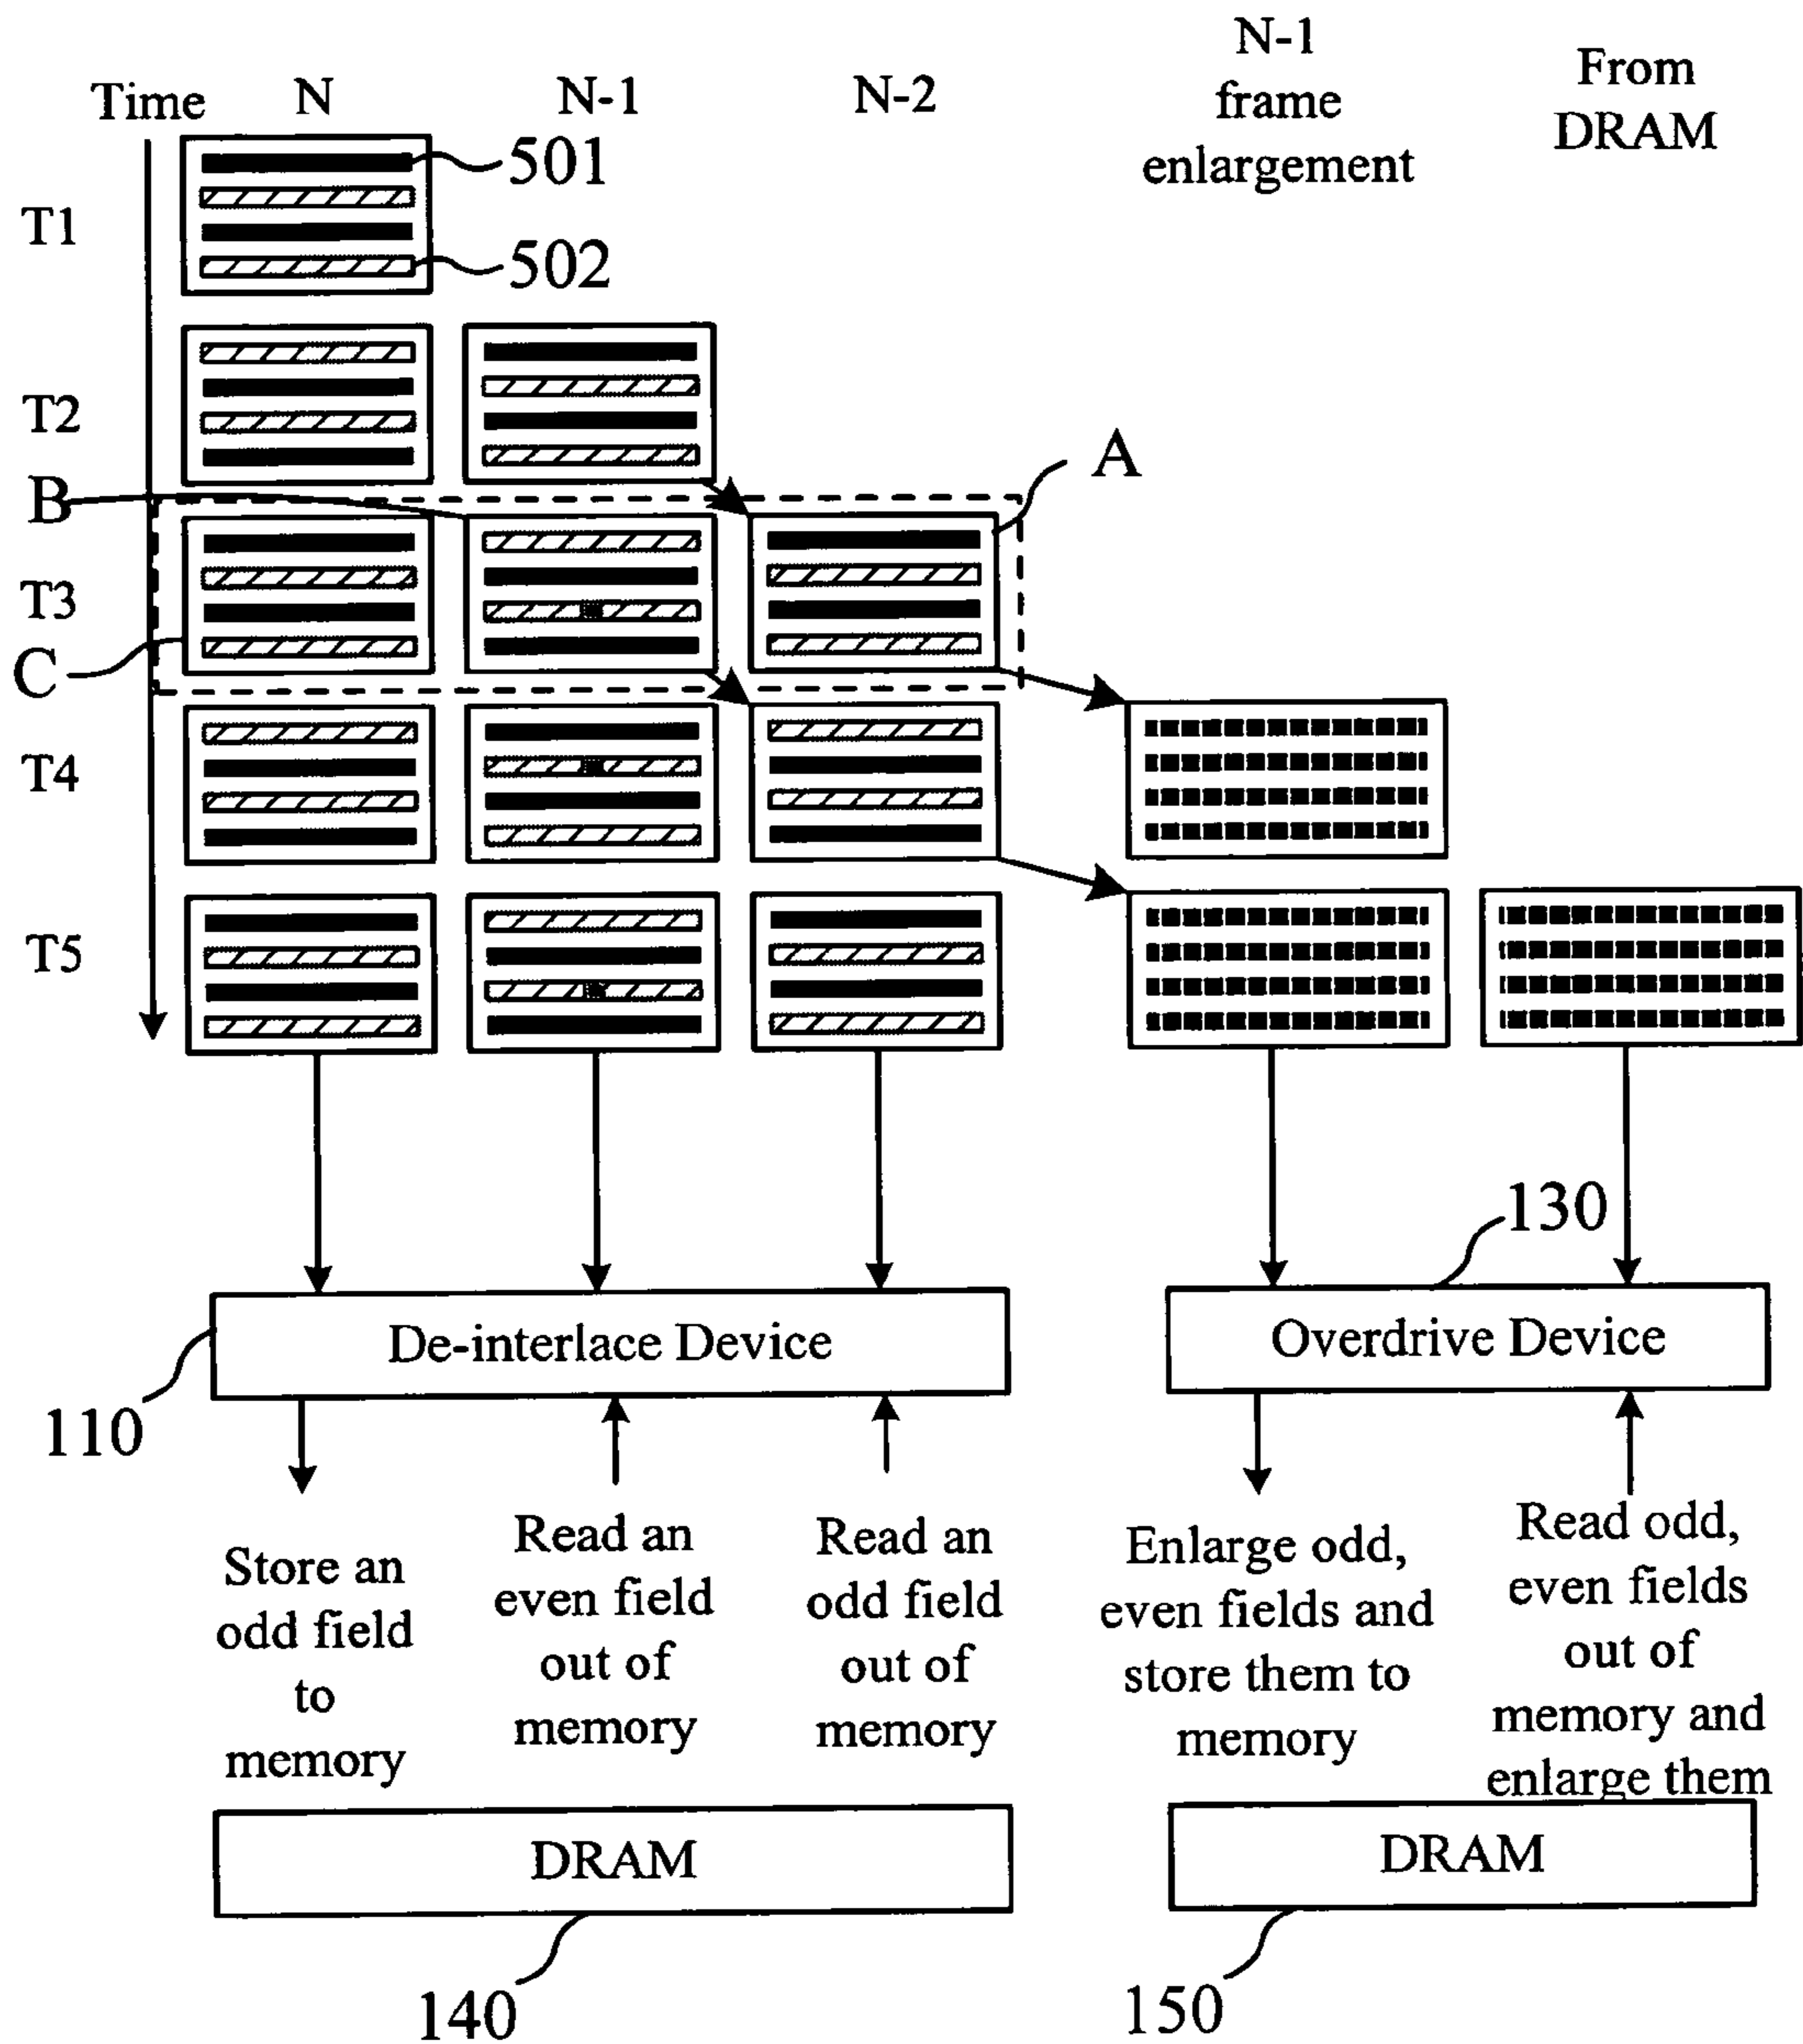 Time
N
N-1
N-2
N-1
frame
enlargement
From
DRAM
T1
501
502
T2
A
B
T3
C
T4
T5
130
De-interlace Device
Overdrive Device
110
Store an
odd field
to
memory
Read an
even field
out of
memory
Read an
odd field
out of
memory
Enlarge odd,
even fields and
store them to
memory
Read odd,
even fields
out of
memory and
enlarge them
DRAM
DRAM
140
150